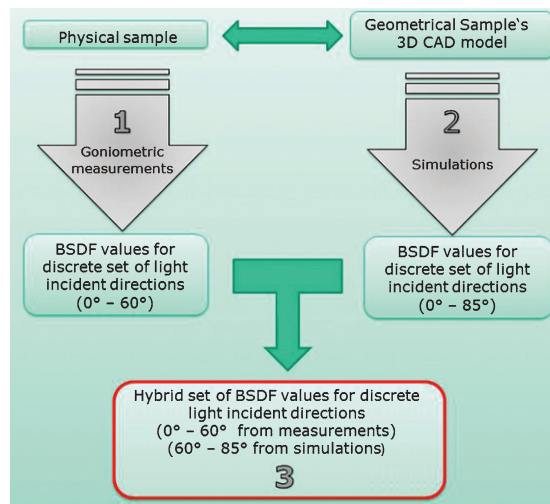 Physical sample
Geometrical Sample's
3D CAD model
1
Goniometric
measurements
2
Simulations
BSDF values for
discrete set of light
incident directions
(0° – 60°)
BSDF values for
discrete set of light
incident directions
(0° – 85°)
Hybrid set of BSDF values for discrete
light incident directions
(0° – 60° from measurements)
(60° – 85° from simulations)
3